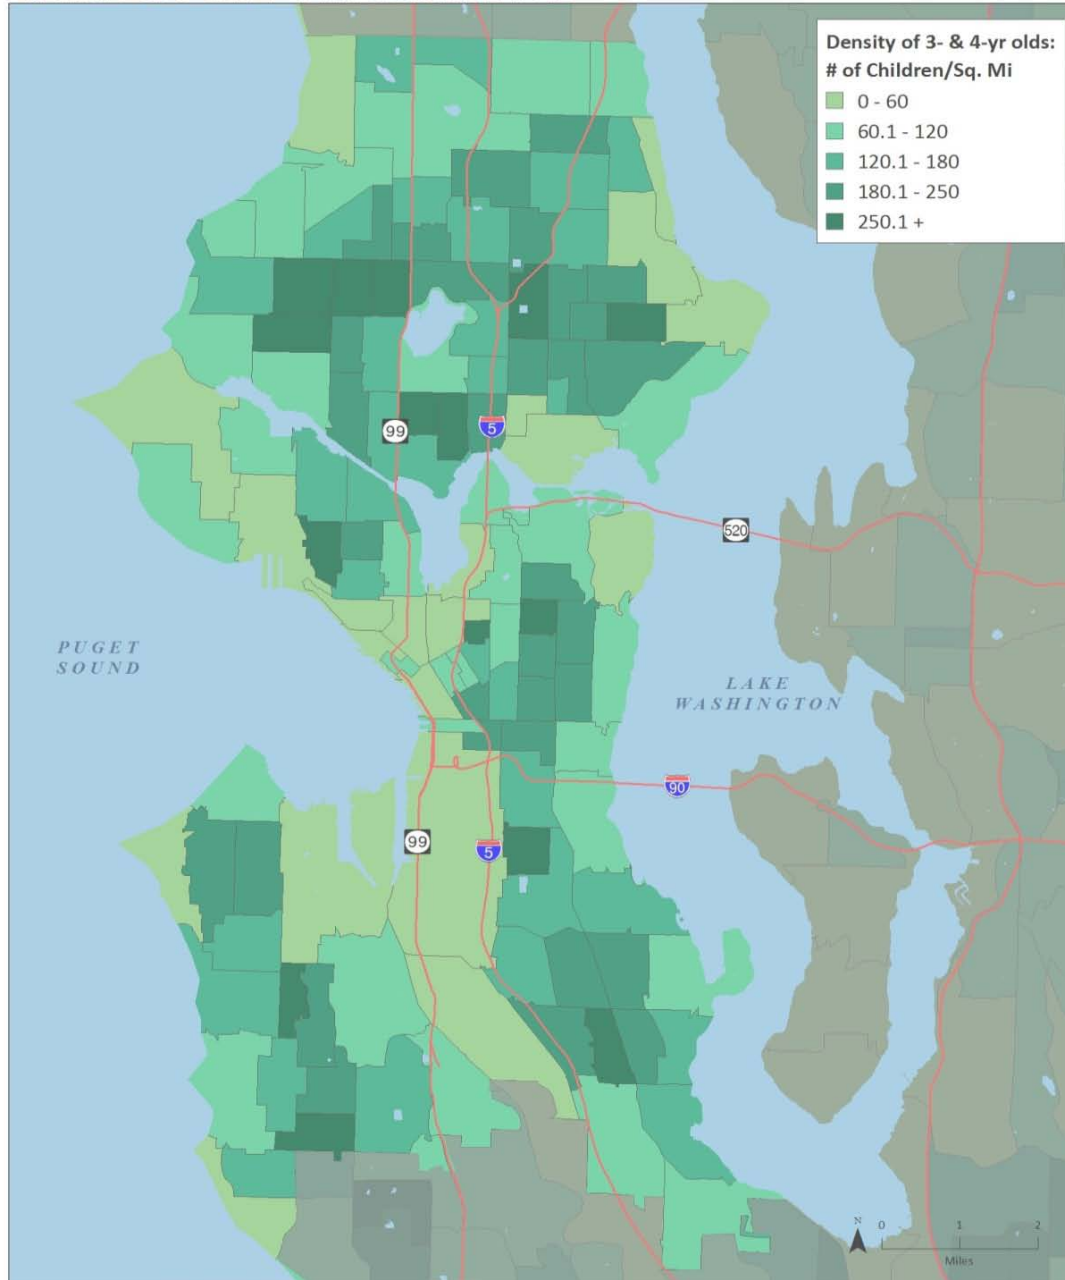 Density of 3- & 4-yr olds:
# of Children/Sq. Mi
0 - 60
60.1 - 120
120.1 - 180
180.1 - 250
250.1 +
99
5
520
PUGET
SOUND
LAKE
WASHINGTON
90
99
5
N
0 1 2
Miles